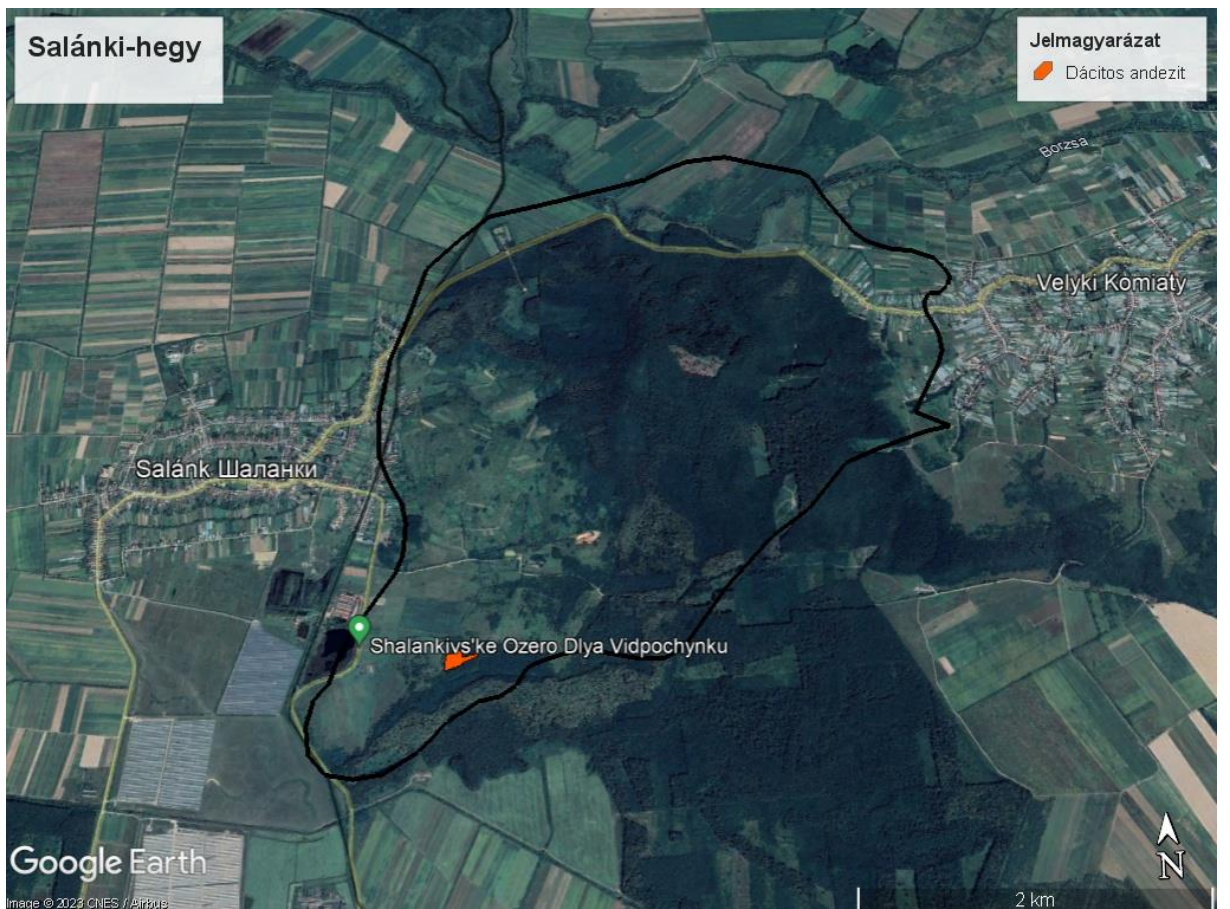 Salánki-hegy
Jelmagyarázat
Dácitos andezit
Borzsa
Velyki Komiaty
Salánk Шаланки
Shalankivs'ke Ozero Dlya Vidpochynku
Google Earth
N
Image © 2023 CNES / Airbus
2 km